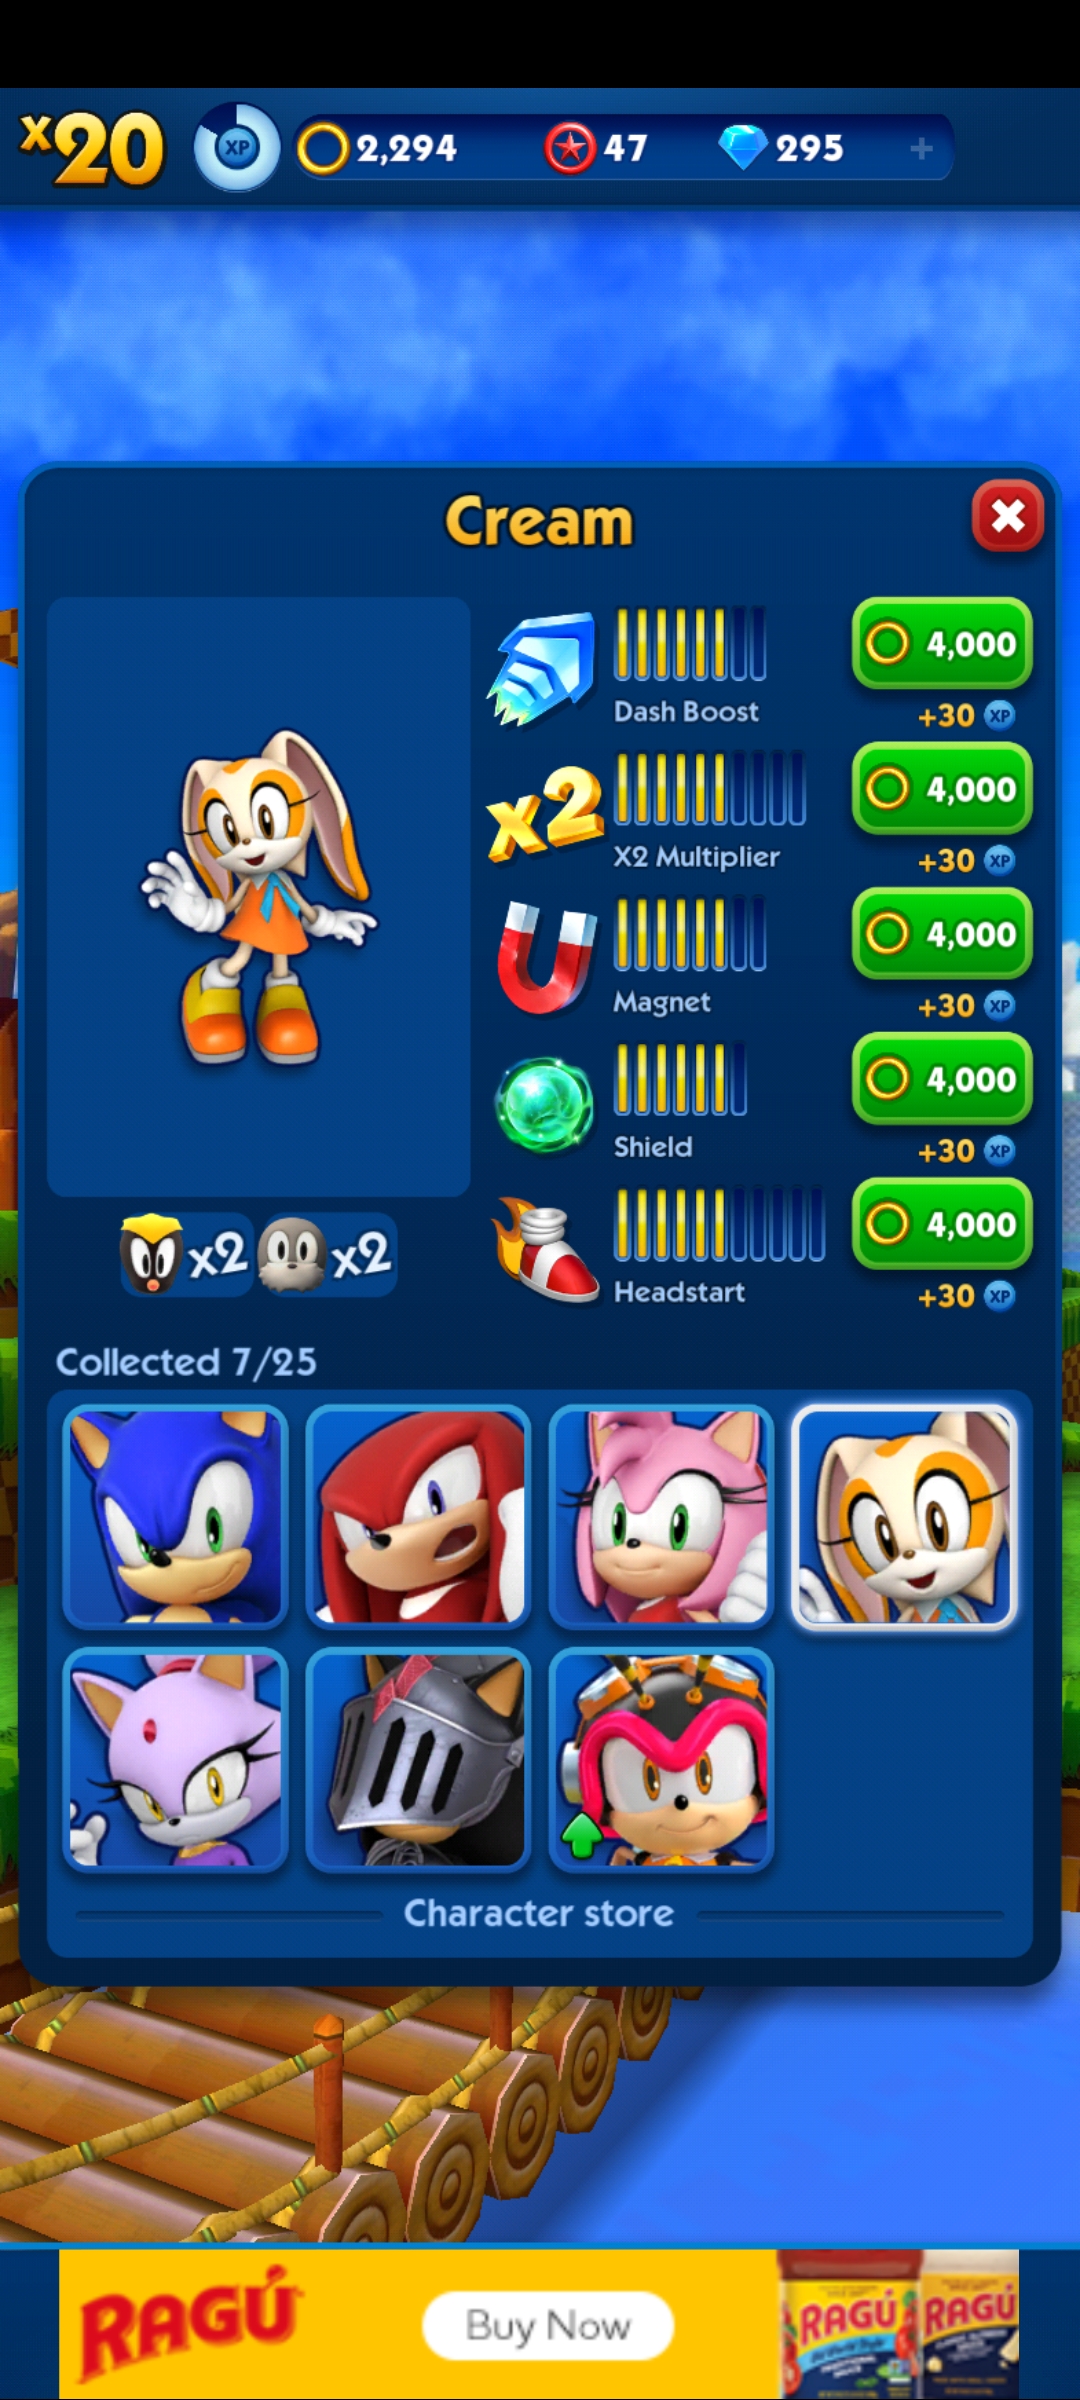 x20 XP 2,294 47 295 +
Cream
4,000
Dash Boost +30 XP
x2 4,000
X2 Multiplier +30 XP
4,000
Magnet +30 XP
4,000
Shield +30 XP
x2 x2 4,000
Headstart +30 XP
Collected 7/25
Character store
RAGÚ Buy Now RAGÚ RAGÚ
TRADITIONAL
SAUCE